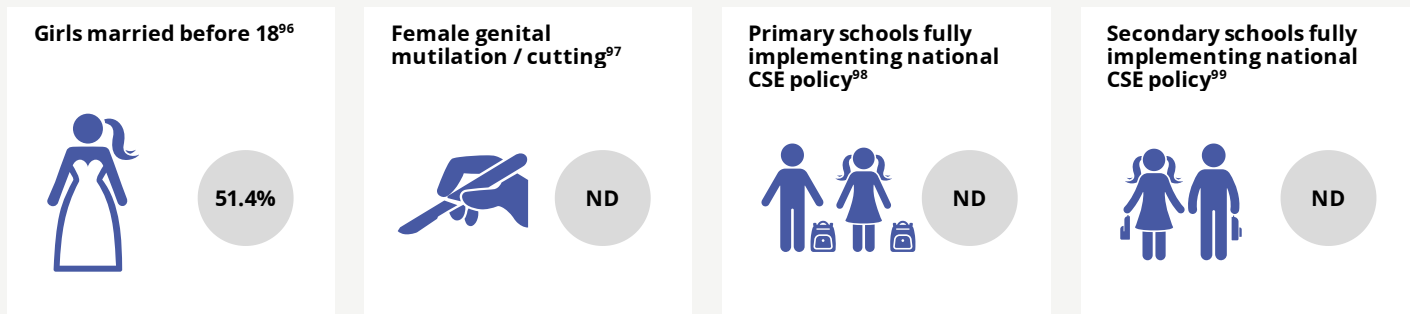 Girls married before 18⁹⁶
51.4%
Female genital
mutilation / cutting⁹⁷
ND
Primary schools fully
implementing national
CSE policy⁹⁸
ND
Secondary schools fully
implementing national
CSE policy⁹⁹
ND